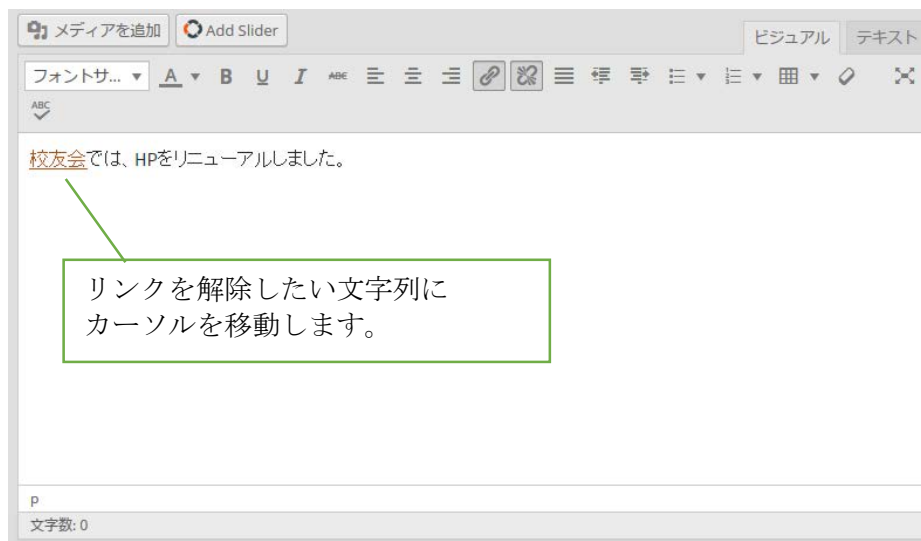 メディアを追加 Add Slider
ビジュアル テキスト
フォントサ... A B U I ABC
ABC
校友会では、HPをリニューアルしました。
リンクを解除したい文字列に
カーソルを移動します。
p
文字数: 0